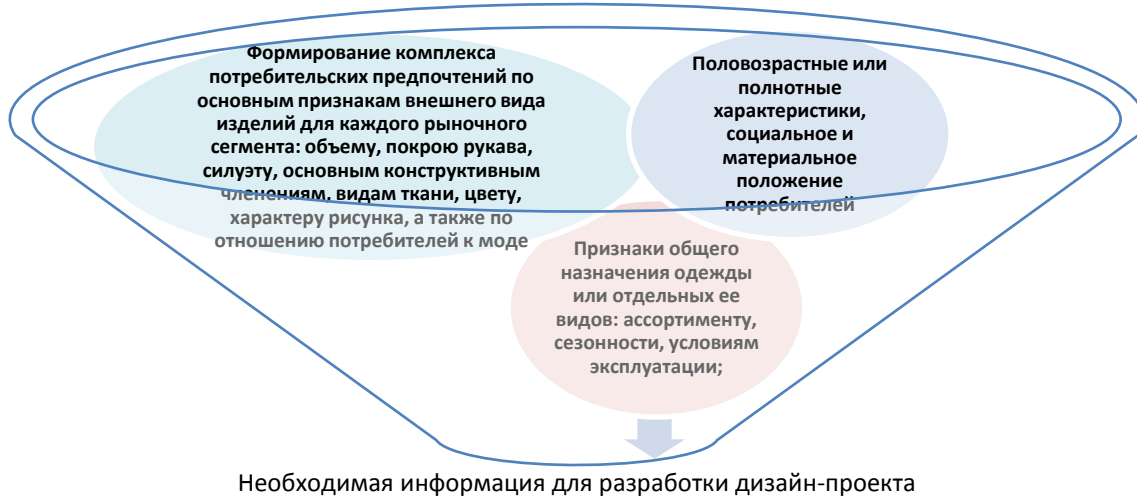 Формирование комплекса
потребительских предпочтений по
основным признакам внешнего вида
изделий для каждого рыночного
сегмента: объему, покрою рукава,
силуэту, основным конструктивным
членениям, видам ткани, цвету,
характеру рисунка, а также по
отношению потребителей к моде
Половозрастные или
полнотные
характеристики,
социальное и
материальное
положение
потребителей
Признаки общего
назначения одежды
или отдельных ее
видов: ассортименту,
сезонности, условиям
эксплуатации;
Необходимая информация для разработки дизайн-проекта